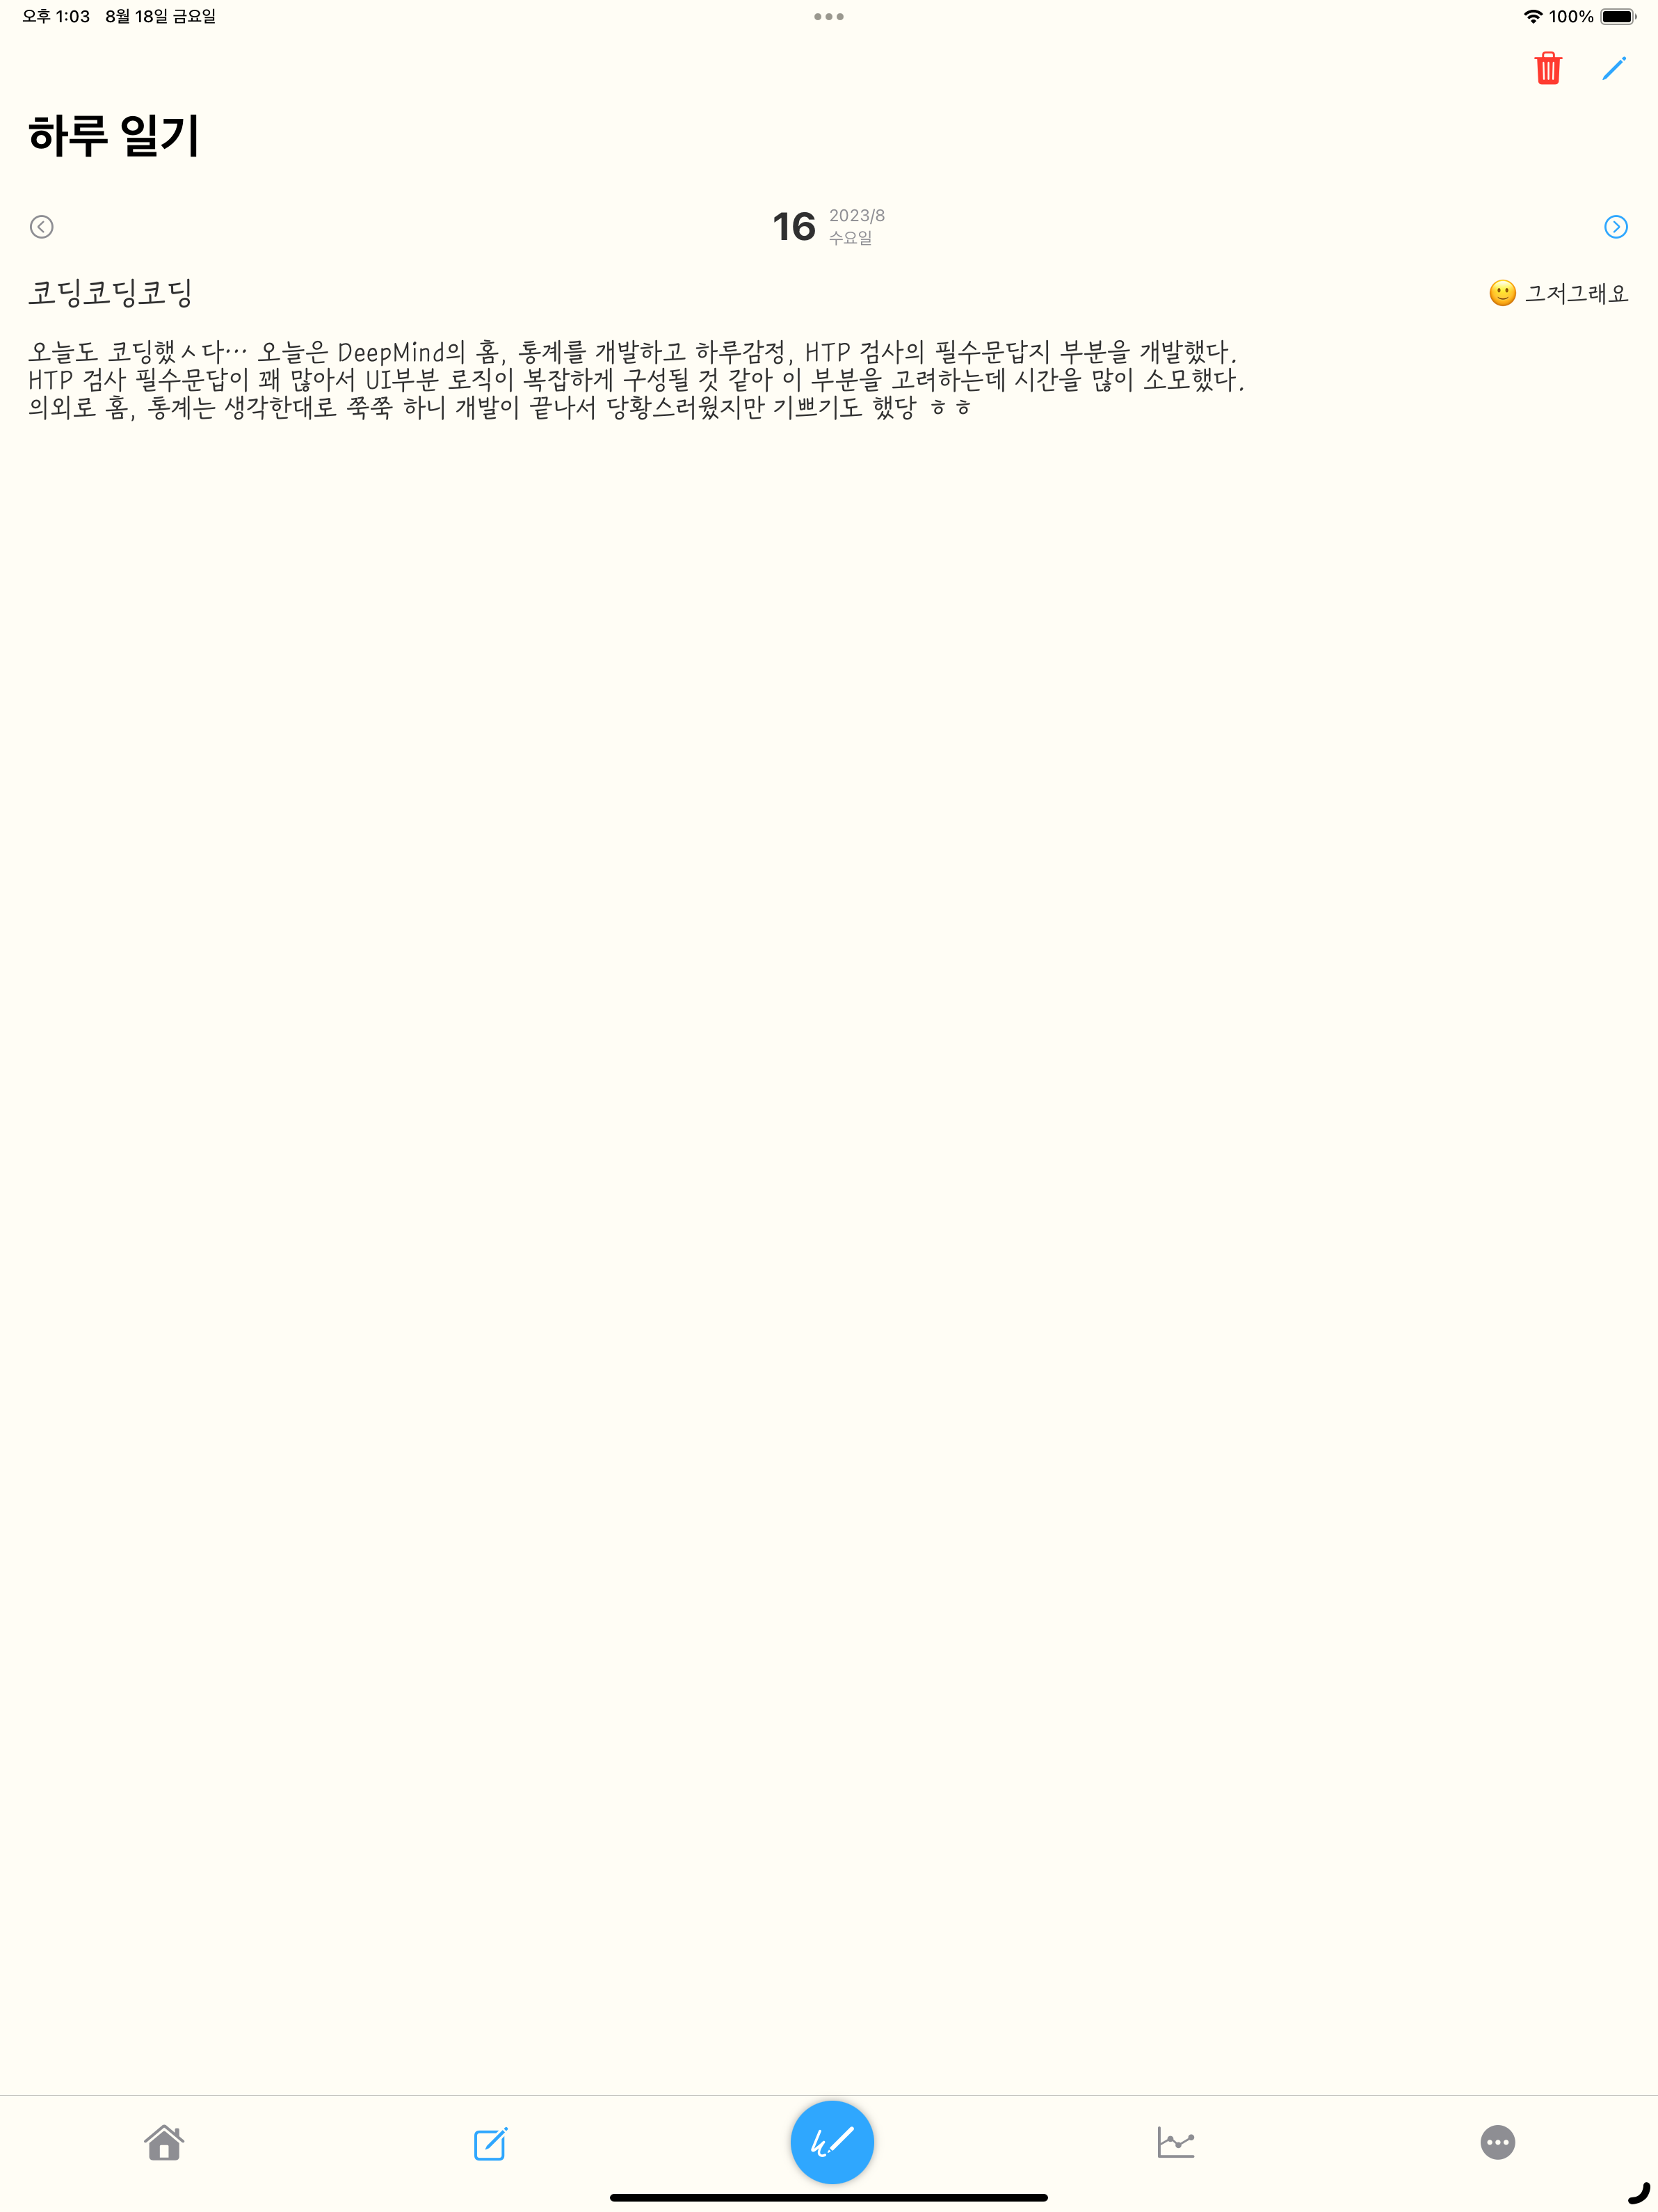 오후 1:03 8월 18일 금요일
100%
하루 일기
16 2023/8
수요일
코딩코딩코딩
🙂 그저그래요
오늘도 코딩했ㅅ다... 오늘은 DeepMind의 홈, 통계를 개발하고 하루감정, HTP 검사의 필수문답지 부분을 개발했다.
HTP 검사 필수문답이 꽤 많아서 UI부분 로직이 복잡하게 구성될 것 같아 이 부분을 고려하는데 시간을 많이 소모했다.
의외로 홈, 통계는 생각한대로 쭉쭉 하니 개발이 끝나서 당황스러웠지만 기쁘기도 했당 ㅎㅎ